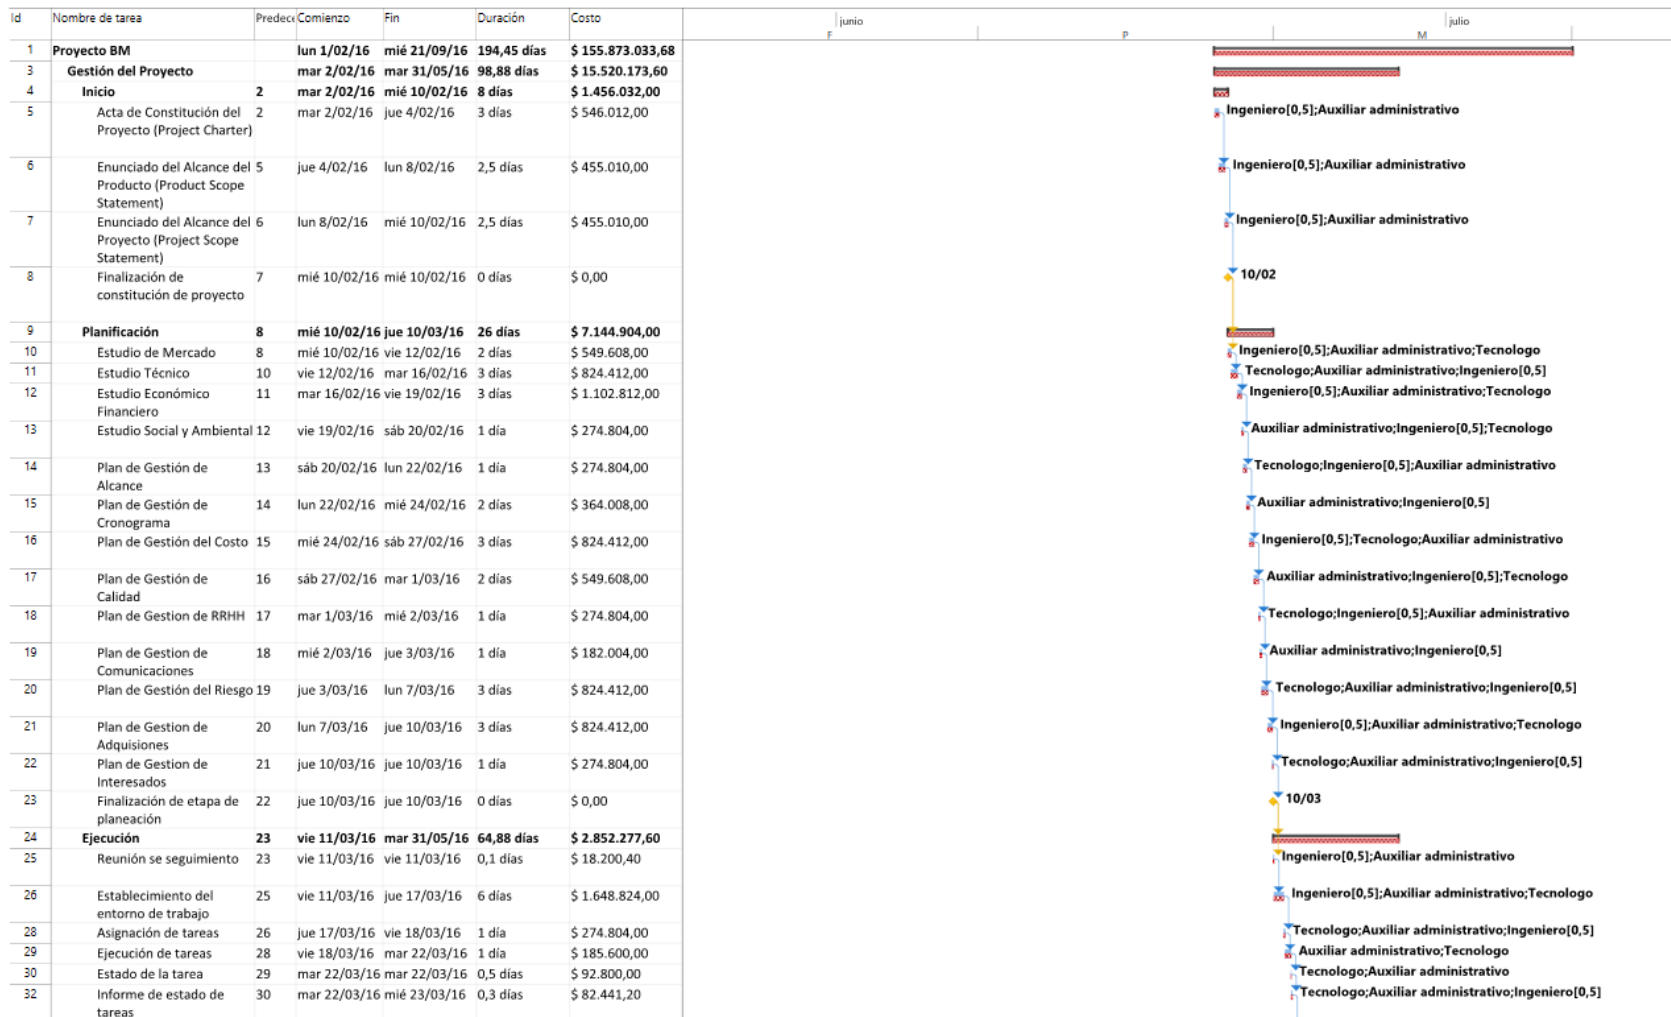 Id Nombre de tarea Predece Comienzo Fin Duración Costo junio julio
F P M
1 Proyecto BM lun 1/02/16 mié 21/09/16 194,45 días $ 155.873.033,68
3 Gestión del Proyecto mar 2/02/16 mar 31/05/16 98,88 días $ 15.520.173,60
4 Inicio 2 mar 2/02/16 mié 10/02/16 8 días $ 1.456.032,00
5 Acta de Constitución del 2 mar 2/02/16 jue 4/02/16 3 días $ 546.012,00 Ingeniero[0,5];Auxiliar administrativo
Proyecto (Project Charter)
6 Enunciado del Alcance del 5 jue 4/02/16 lun 8/02/16 2,5 días $ 455.010,00 Ingeniero[0,5];Auxiliar administrativo
Producto (Product Scope
Statement)
7 Enunciado del Alcance del 6 lun 8/02/16 mié 10/02/16 2,5 días $ 455.010,00 Ingeniero[0,5];Auxiliar administrativo
Proyecto (Project Scope
Statement)
8 Finalización de 7 mié 10/02/16 mié 10/02/16 0 días $ 0,00 10/02
constitución de proyecto
9 Planificación 8 mié 10/02/16 jue 10/03/16 26 días $ 7.144.904,00
10 Estudio de Mercado 8 mié 10/02/16 vie 12/02/16 2 días $ 549.608,00 Ingeniero[0,5];Auxiliar administrativo;Tecnologo
11 Estudio Técnico 10 vie 12/02/16 mar 16/02/16 3 días $ 824.412,00 Tecnologo;Auxiliar administrativo;Ingeniero[0,5]
12 Estudio Económico 11 mar 16/02/16 vie 19/02/16 3 días $ 1.102.812,00 Ingeniero[0,5];Auxiliar administrativo;Tecnologo
Financiero
13 Estudio Social y Ambiental 12 vie 19/02/16 sáb 20/02/16 1 día $ 274.804,00 Auxiliar administrativo;Ingeniero[0,5];Tecnologo
14 Plan de Gestión de 13 sáb 20/02/16 lun 22/02/16 1 día $ 274.804,00 Tecnologo;Ingeniero[0,5];Auxiliar administrativo
Alcance
15 Plan de Gestión de 14 lun 22/02/16 mié 24/02/16 2 días $ 364.008,00 Auxiliar administrativo;Ingeniero[0,5]
Cronograma
16 Plan de Gestión del Costo 15 mié 24/02/16 sáb 27/02/16 3 días $ 824.412,00 Ingeniero[0,5];Tecnologo;Auxiliar administrativo
17 Plan de Gestión de 16 sáb 27/02/16 mar 1/03/16 2 días $ 549.608,00 Auxiliar administrativo;Ingeniero[0,5];Tecnologo
Calidad
18 Plan de Gestion de RRHH 17 mar 1/03/16 mié 2/03/16 1 día $ 274.804,00 Tecnologo;Ingeniero[0,5];Auxiliar administrativo
19 Plan de Gestion de 18 mié 2/03/16 jue 3/03/16 1 día $ 182.004,00 Auxiliar administrativo;Ingeniero[0,5]
Comunicaciones
20 Plan de Gestión del Riesgo 19 jue 3/03/16 lun 7/03/16 3 días $ 824.412,00 Tecnologo;Auxiliar administrativo;Ingeniero[0,5]
21 Plan de Gestion de 20 lun 7/03/16 jue 10/03/16 3 días $ 824.412,00 Ingeniero[0,5];Auxiliar administrativo;Tecnologo
Adquisiones
22 Plan de Gestion de 21 jue 10/03/16 jue 10/03/16 1 día $ 274.804,00 Tecnologo;Auxiliar administrativo;Ingeniero[0,5]
Interesados
23 Finalización de etapa de 22 jue 10/03/16 jue 10/03/16 0 días $ 0,00 10/03
planeación
24 Ejecución 23 vie 11/03/16 mar 31/05/16 64,88 días $ 2.852.277,60
25 Reunión se seguimiento 23 vie 11/03/16 vie 11/03/16 0,1 días $ 18.200,40 Ingeniero[0,5];Auxiliar administrativo
26 Establecimiento del 25 vie 11/03/16 jue 17/03/16 6 días $ 1.648.824,00 Ingeniero[0,5];Auxiliar administrativo;Tecnologo
entorno de trabajo
28 Asignación de tareas 26 jue 17/03/16 vie 18/03/16 1 día $ 274.804,00 Tecnologo;Auxiliar administrativo;Ingeniero[0,5]
29 Ejecución de tareas 28 vie 18/03/16 mar 22/03/16 1 día $ 185.600,00 Auxiliar administrativo;Tecnologo
30 Estado de la tarea 29 mar 22/03/16 mar 22/03/16 0,5 días $ 92.800,00 Tecnologo;Auxiliar administrativo
32 Informe de estado de 30 mar 22/03/16 mié 23/03/16 0,3 días $ 82.441,20 Tecnologo;Auxiliar administrativo;Ingeniero[0,5]
tareas